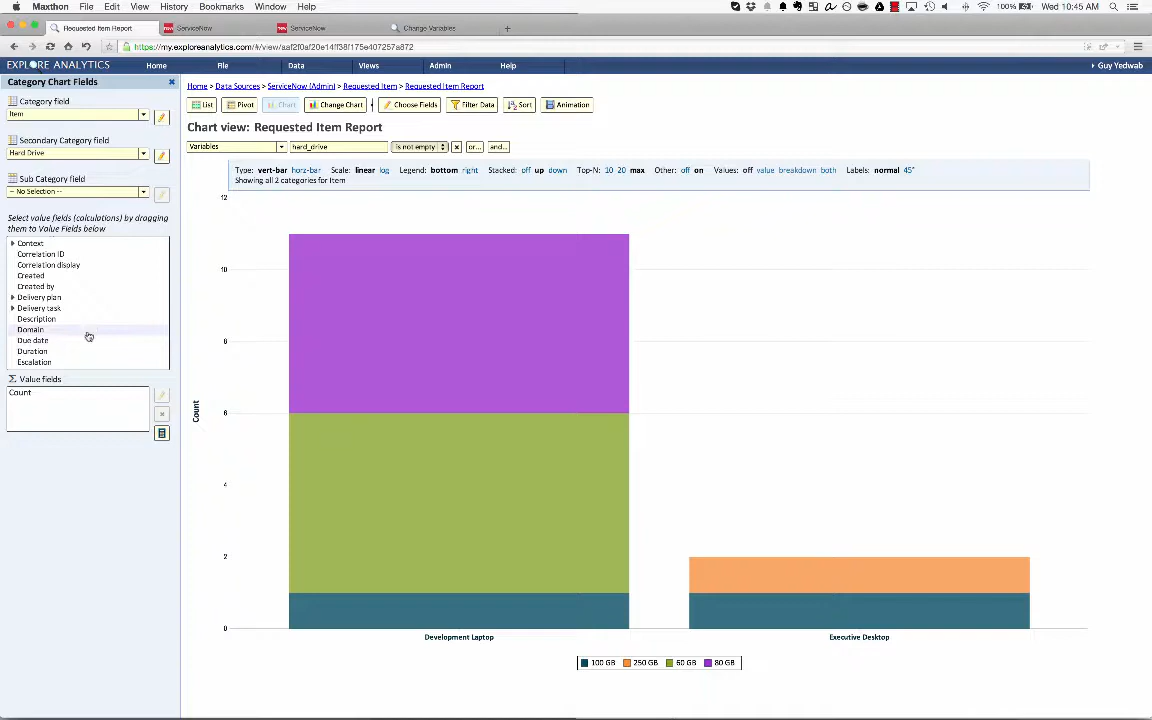 Maxthon File Edit View History Bookmarks Window Help 100% Wed 10:45 AM
Requested Item Report ServiceNow ServiceNow Change Variables
https://my.exploreanalytics.com/#/view/aaf2f0af20e14ff38f175e407257a872
EXPLORE ANALYTICS Home File Data Views Admin Help Guy Yedwab
Category Chart Fields
Category field
Item
Secondary Category field
Hard Drive
Sub Category field
-- No Selection --
Select value fields (calculations) by dragging
them to Value Fields below
Context
Correlation ID
Correlation display
Created
Created by
Delivery plan
Delivery task
Description
Domain
Due date
Duration
Escalation
Σ Value fields
Count
Home > Data Sources > ServiceNow (Admin) > Requested Item > Requested Item Report
List Pivot Chart Change Chart Choose Fields Filter Data Sort Animation
Chart view: Requested Item Report
Variables hard_drive is not empty or... and...
Type: vert-bar horz-bar Scale: linear log Legend: bottom right Stacked: off up down Top-N: 10 20 max Other: off on Values: off value breakdown both Labels: normal 45°
Showing all 2 categories for Item
12
10
8
6
4
2
0
Count
Development Laptop Executive Desktop
100 GB 250 GB 60 GB 80 GB